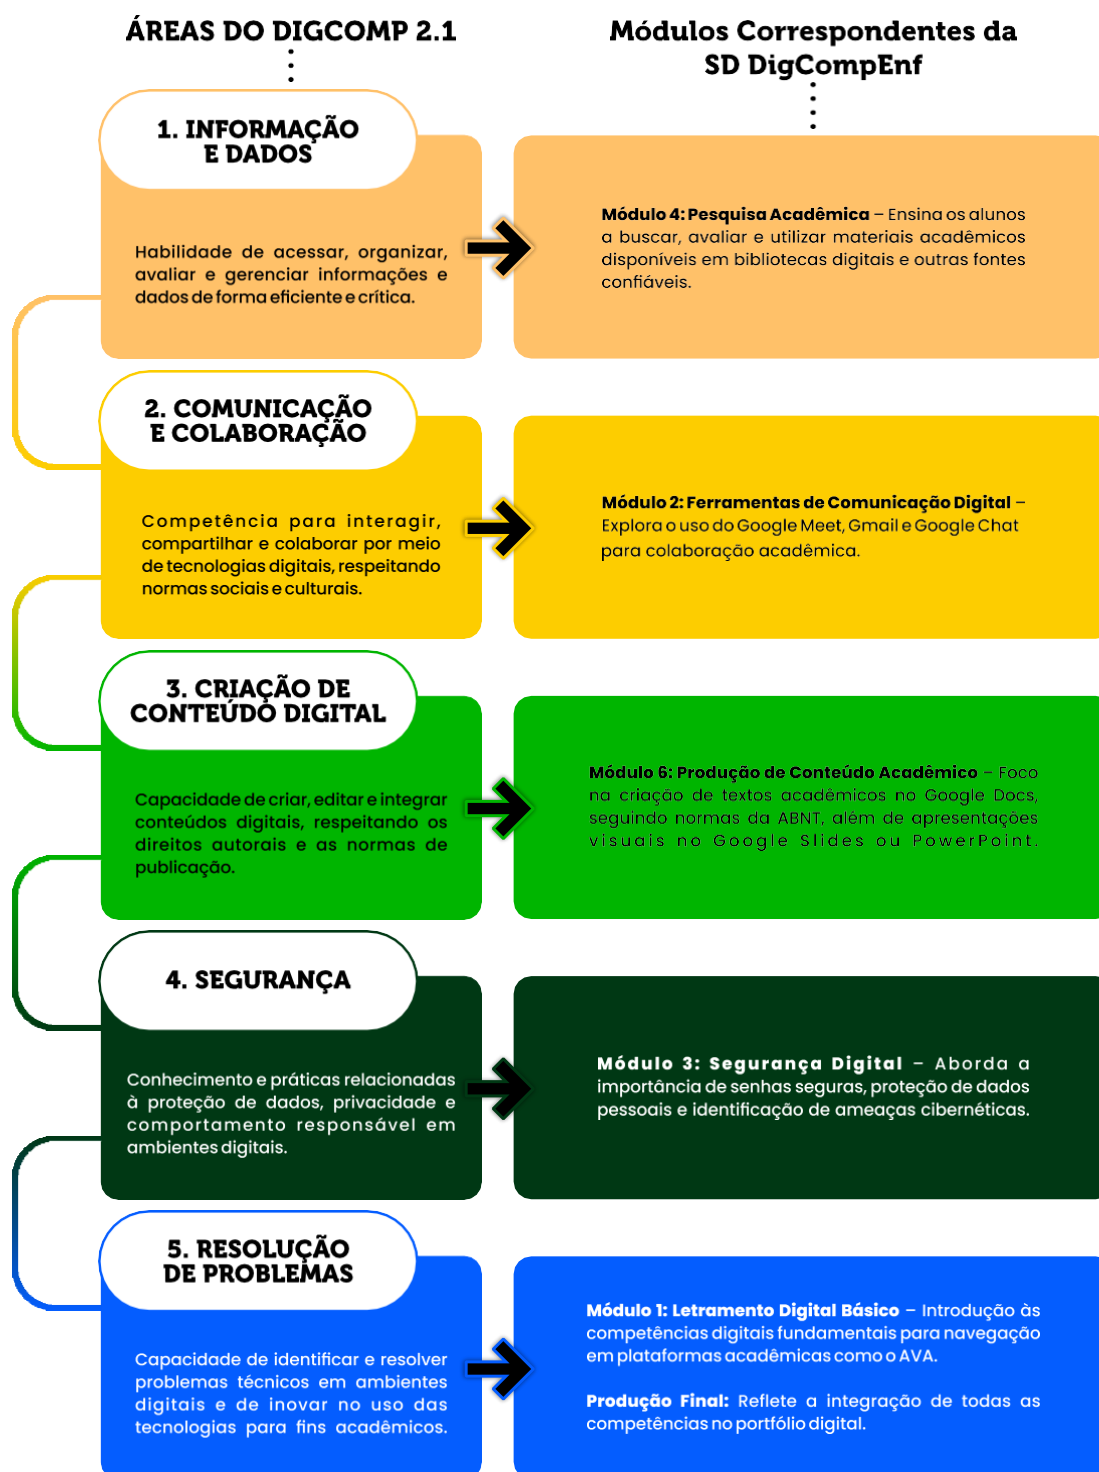 ÁREAS DO DIGCOMP 2.1
Módulos Correspondentes da
SD DigCompEnf
1. INFORMAÇÃO
E DADOS
Habilidade de acessar, organizar,
avaliar e gerenciar informações e
dados de forma eficiente e crítica.
Módulo 4: Pesquisa Acadêmica – Ensina os alunos
a buscar, avaliar e utilizar materiais acadêmicos
disponíveis em bibliotecas digitais e outras fontes
confiáveis.
2. COMUNICAÇÃO
E COLABORAÇÃO
Competência para interagir,
compartilhar e colaborar por meio
de tecnologias digitais, respeitando
normas sociais e culturais.
Módulo 2: Ferramentas de Comunicação Digital –
Explora o uso do Google Meet, Gmail e Google Chat
para colaboração acadêmica.
3. CRIAÇÃO DE
CONTEÚDO DIGITAL
Capacidade de criar, editar e integrar
conteúdos digitais, respeitando os
direitos autorais e as normas de
publicação.
Módulo 6: Produção de Conteúdo Acadêmico – Foco
na criação de textos acadêmicos no Google Docs,
seguindo normas da ABNT, além de apresentações
visuais no Google Slides ou PowerPoint.
4. SEGURANÇA
Conhecimento e práticas relacionadas
à proteção de dados, privacidade e
comportamento responsável em
ambientes digitais.
Módulo 3: Segurança Digital – Aborda a
importância de senhas seguras, proteção de dados
pessoais e identificação de ameaças cibernéticas.
5. RESOLUÇÃO
DE PROBLEMAS
Capacidade de identificar e resolver
problemas técnicos em ambientes
digitais e de inovar no uso das
tecnologias para fins acadêmicos.
Módulo 1: Letramento Digital Básico – Introdução às
competências digitais fundamentais para navegação
em plataformas acadêmicas como o AVA.
Produção Final: Reflete a integração de todas as
competências no portfólio digital.